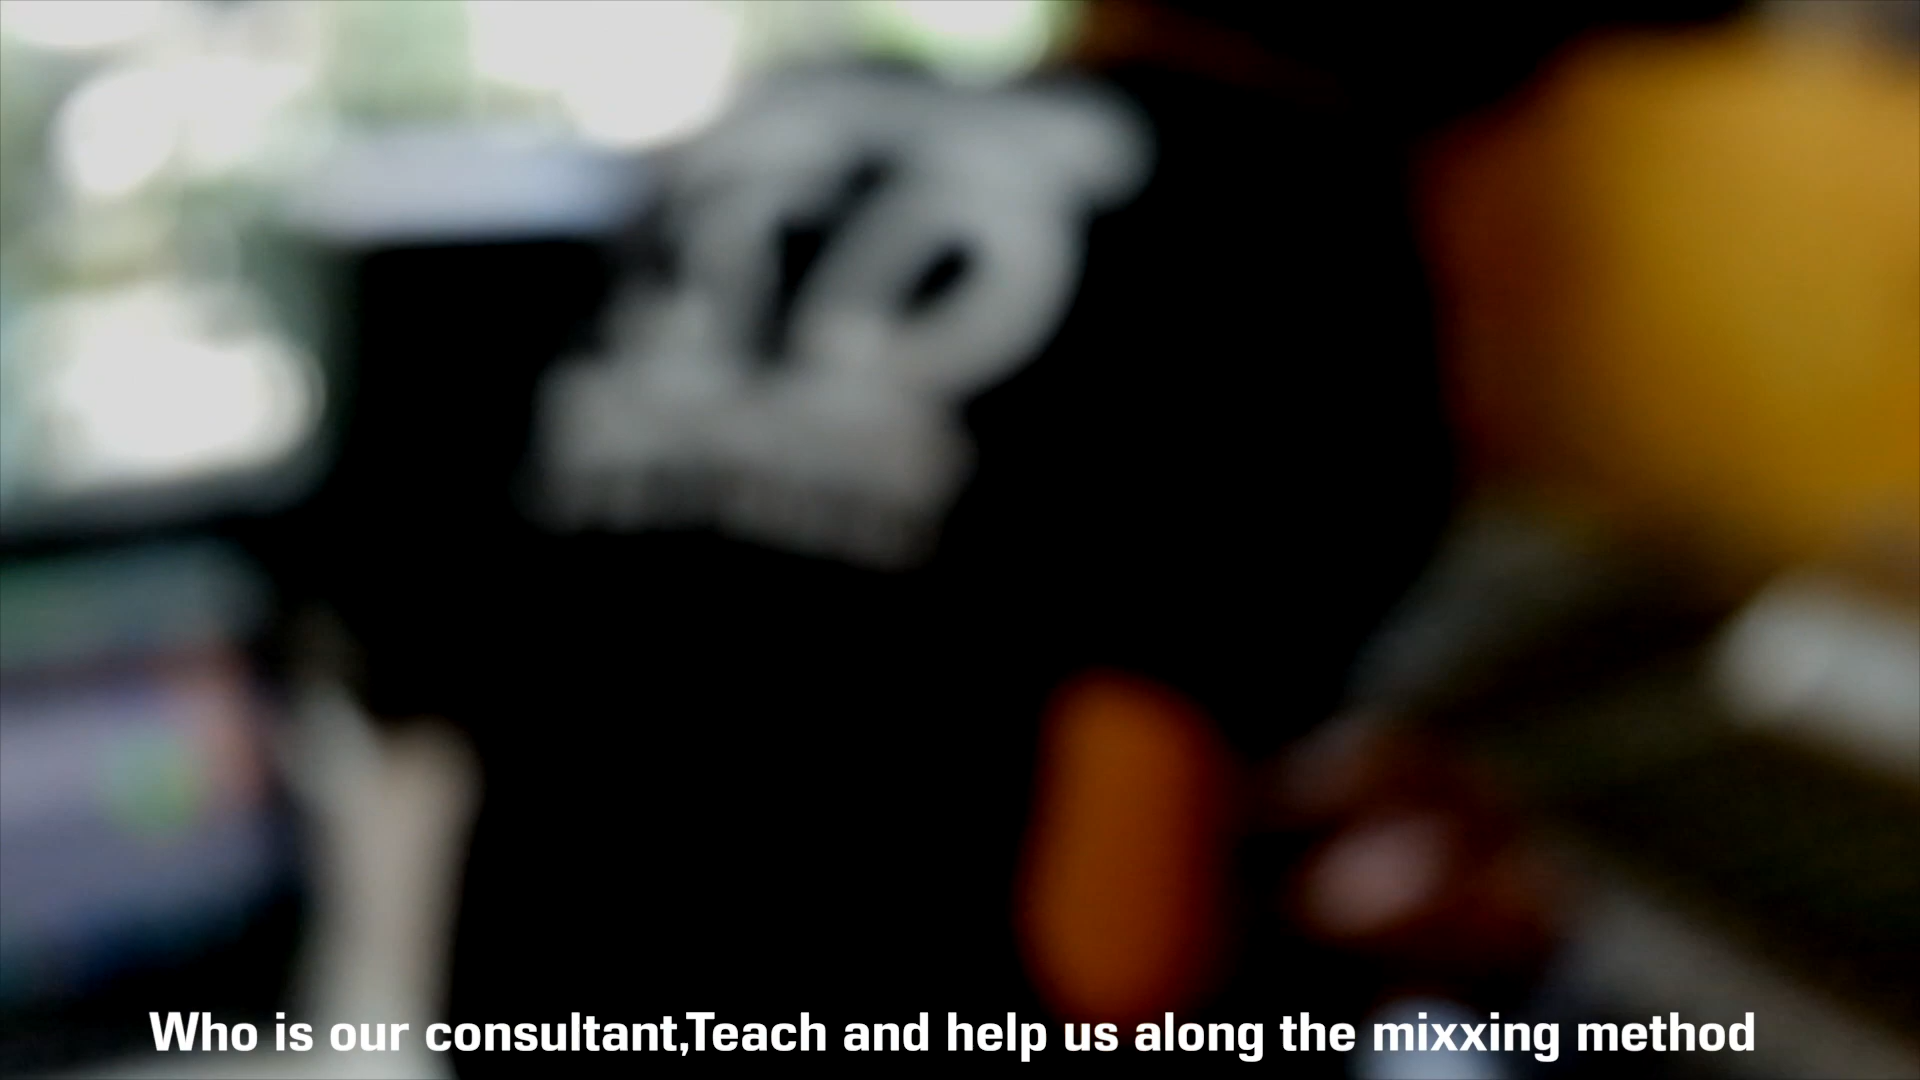 Who is our consultant,Teach and help us along the mixxing method